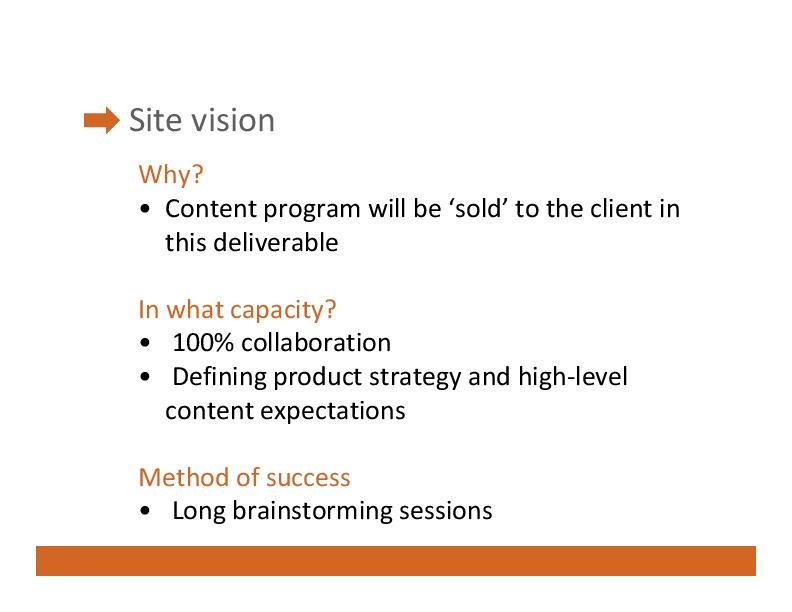 Site vision
Why?
• Content program will be ‘sold’ to the client in
this deliverable
In what capacity?
• 100% collaboration
• Defining product strategy and high-level
content expectations
Method of success
• Long brainstorming sessions